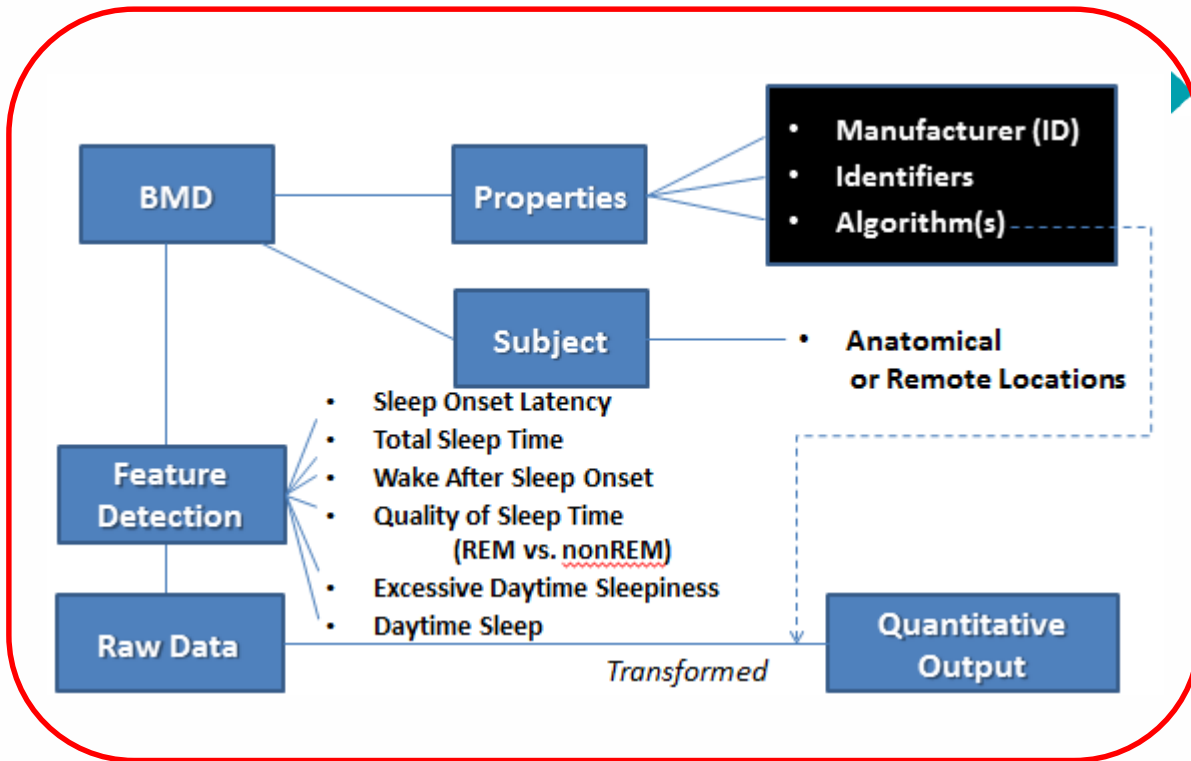 • Manufacturer (ID)
• Identifiers
• Algorithm(s)
BMD
Properties
Subject
• Anatomical
or Remote Locations
• Sleep Onset Latency
• Total Sleep Time
• Wake After Sleep Onset
• Quality of Sleep Time
(REM vs. nonREM)
• Excessive Daytime Sleepiness
• Daytime Sleep
Feature
Detection
Raw Data
Transformed
Quantitative
Output